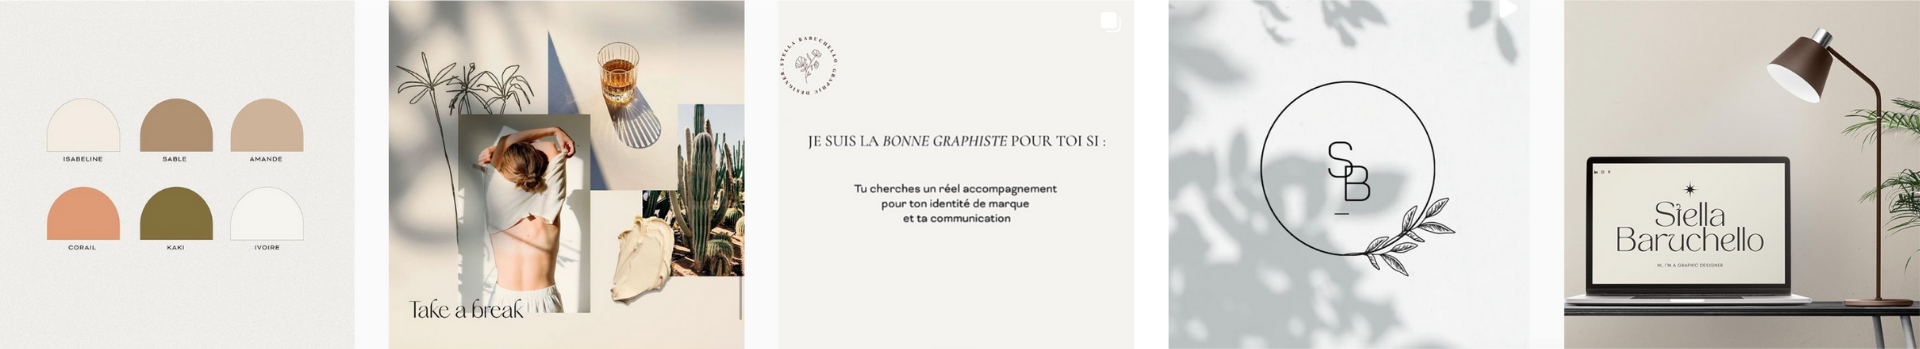 ISABELINE
SABLE
AMANDE
CORAIL
KAKI
IVOIRE
Take a break
STELLA BARUCHELLO GRAPHIC DESIGNER
JE SUIS LA BONNE GRAPHISTE POUR TOI SI :
Tu cherches un réel accompagnement
pour ton identité de marque
et ta communication
SB
Stella
Baruchello
HI, I'M A GRAPHIC DESIGNER